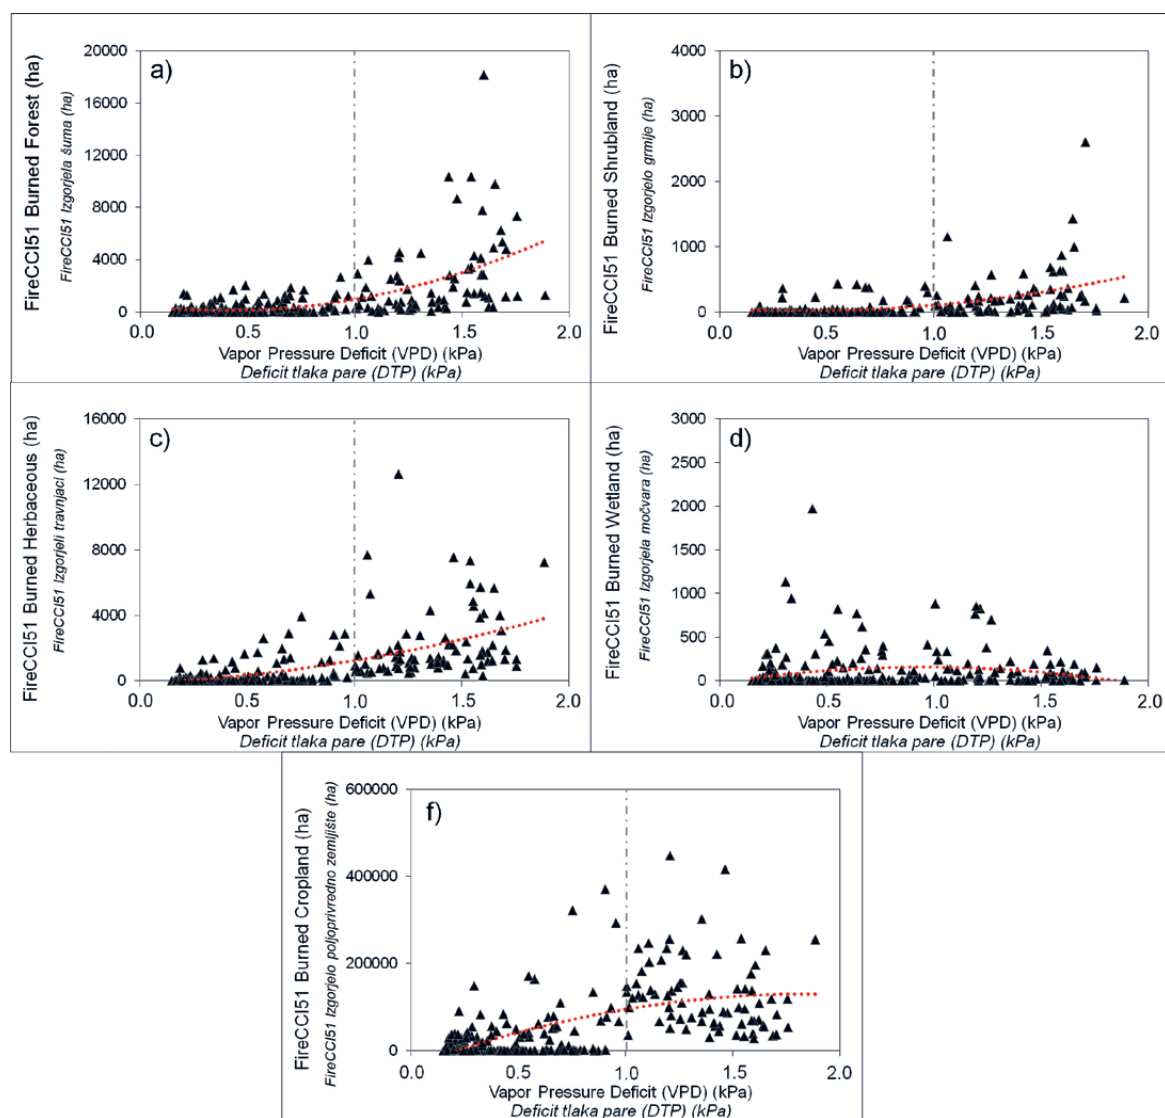 FireCCI51 Burned Forest (ha)
FireCCI51 Izgorjela šuma (ha)
a)
20000
16000
12000
8000
4000
0
0.0 0.5 1.0 1.5 2.0
Vapor Pressure Deficit (VPD) (kPa)
Deficit tlaka pare (DTP) (kPa)
FireCCI51 Burned Shrubland (ha)
FireCCI51 Izgorjelo grmlje (ha)
b)
4000
3000
2000
1000
0
0.0 0.5 1.0 1.5 2.0
Vapor Pressure Deficit (VPD) (kPa)
Deficit tlaka pare (DTP) (kPa)
FireCCI51 Burned Herbaceous (ha)
FireCCI51 Izgorjeli travnjaci (ha)
c)
16000
12000
8000
4000
0
0.0 0.5 1.0 1.5 2.0
Vapor Pressure Deficit (VPD) (kPa)
Deficit tlaka pare (DTP) (kPa)
FireCCI51 Burned Wetland (ha)
FireCCI51 Izgorjela močvara (ha)
d)
3000
2500
2000
1500
1000
500
0
0.0 0.5 1.0 1.5 2.0
Vapor Pressure Deficit (VPD) (kPa)
Deficit tlaka pare (DTP) (kPa)
FireCCI51 Burned Cropland (ha)
FireCCI51 Izgorjelo poljoprivredno zemljište (ha)
f)
600000
400000
200000
0
0.0 0.5 1.0 1.5 2.0
Vapor Pressure Deficit (VPD) (kPa)
Deficit tlaka pare (DTP) (kPa)